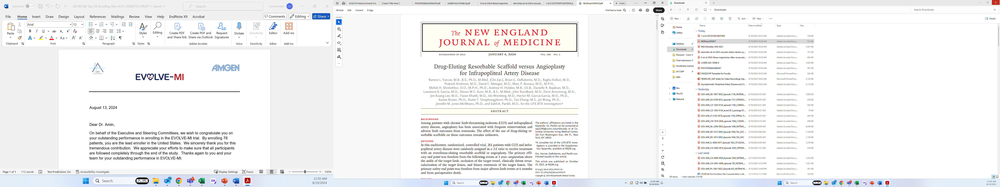 AutoSave Off 20190184 Top US Enrolling Site v0.01 20240725 DRAFT • Saved
Search
Connie Hess CH
File Home Insert Draw Design Layout References Mailings Review View Help EndNote X9 Acrobat
Comments Editing Share
Paste
Arial 12
Styles
Editing
Create PDF and Share link
Create PDF and Share via Outlook
Request Signatures
Dictate
Sensitivity
Editor
Add-ins
Clipboard Font Paragraph Styles Adobe Acrobat Voice Sensitivity Editor Add-ins
CPC
AMGEN
EVOLVE-MI
August 13, 2024
Dear Dr. Amin,
On behalf of the Executive and Steering Committees, we wish to congratulate you on
your outstanding performance in enrolling in the EVOLVE-MI trial. By enrolling 78
patients, you are the lead enroller in the United States. We sincerely thank you for this
tremendous contribution. We appreciate your efforts to make sure that all participants
are followed completely through the end of the study. Thanks again to you and your
team for your outstanding performance in EVOLVE-MI.
Page 1 of 1 112 words Text Predictions: On Accessibility: Investigate
Display Settings Focus 100%
Search
11:05 AM
8/19/2024
01.02.10 Protocol Amend 3 tr... [ Insert Title Here ] PIIS1078588424006397.pdf s12889-024-19388-8.pdf li-et-al-2024-illness-trajectori... demirdas-et-al-2024-vascula... 1-s2.0-S0735109724070505.p... NEJMoa2305637.pdf Create
All tools Edit Convert E-Sign
Find text or tools Share
The NEW ENGLAND
JOURNAL of MEDICINE
ESTABLISHED IN 1812 JANUARY 4, 2024 VOL. 390 NO. 1
Drug-Eluting Resorbable Scaffold versus Angioplasty
for Infrapopliteal Artery Disease
Ramon L. Varcoe, M.B., B.S., Ph.D., M.Med. (Clin.Epi.), Brian G. DeRubertis, M.D., Raghu Kolluri, M.D.,
Prakash Krishnan, M.D., David C. Metzger, M.D., Marc P. Bonaca, M.D., M.P.H.,
Mehdi H. Shishehbor, D.O., M.P.H., Ph.D., Andrew H. Holden, M.B., Ch.B., Danielle R. Bajakian, M.D.,
Lawrence A. Garcia, M.D., Steven W.C. Kum, M.B., B.S., M.Med., John Rundback, M.D., Ehrin Armstrong, M.D.,
Jen-Kuang Lee, M.D., Yazan Khatib, M.D., Ido Weinberg, M.D., Hector M. Garcia-Garcia, M.D., Ph.D.,
Karine Ruster, Ph.D., Nutte T. Teraphongphom, Ph.D., Yan Zheng, M.S., Jin Wang, Ph.D.,
Jennifer M. Jones-McMeans, Ph.D., and Sahil A. Parikh, M.D., for the LIFE-BTK Investigators*
ABSTRACT
BACKGROUND
Among patients with chronic limb-threatening ischemia (CLTI) and infrapopliteal
artery disease, angioplasty has been associated with frequent reintervention and
adverse limb outcomes from restenosis. The effect of the use of drug-eluting re-
sorbable scaffolds on these outcomes remains unknown.
METHODS
In this multicenter, randomized, controlled trial, 261 patients with CLTI and infra-
popliteal artery disease were randomly assigned in a 2:1 ratio to receive treatment
with an everolimus-eluting resorbable scaffold or angioplasty. The primary effi-
cacy end point was freedom from the following events at 1 year: amputation above
the ankle of the target limb, occlusion of the target vessel, clinically driven revas-
cularization of the target lesion, and binary restenosis of the target lesion. The
primary safety end point was freedom from major adverse limb events at 6 months
and from perioperative death.
The authors' affiliations are listed in the
Appendix. Dr. Parikh can be contacted at
sap2196@cumc.columbia.edu or at Co-
lumbia University Irving Medical Center,
161 Fort Washington Ave., 6th Fl., New
York, NY 10032.
*A complete list of the LIFE-BTK Inves-
tigators is provided in the Supplemen-
tary Appendix, available at NEJM.org.
Drs. Varcoe, DeRubertis, and Parikh con-
tributed equally to this article.
This article was published on October
25, 2023, at NEJM.org.
N Engl J Med 2024;390:9-19.
DOI: 10.1056/NEJMoa2305637
Copyright © 2023 Massachusetts Medical Society.
9
11
Search
11:05 AM
8/19/2024
Downloads
Downloads
Search Downloads
New Sort View Details
Home
Gallery
Desktop
Downloads
Personal - Conn
Final submission
Enrollment memos
ACCSAP
talks
Box
This PC
Network
Name Date modified Type Size
Today
1-s2.0-S0735109724070505 8/19/2024 10:57 AM Adobe Acrobat Docu... 728 KB
NEJMoa2305637 8/19/2024 10:56 AM Adobe Acrobat Docu... 515 KB
PAD Mortality VMJ 2023 8/19/2024 10:38 AM Adobe Acrobat Docu... 1,027 KB
demirdas-et-al-2024-vascular-ehlers-danlos-sy... 8/19/2024 10:38 AM Adobe Acrobat Docu... 751 KB
li-et-al-2024-illness-trajectories-after-revascular... 8/19/2024 10:38 AM Adobe Acrobat Docu... 662 KB
s12889-024-19388-8 8/19/2024 10:38 AM Adobe Acrobat Docu... 1,622 KB
PIIS1078588424006397 8/19/2024 10:38 AM Adobe Acrobat Docu... 591 KB
VSS2024 PP Template for Faculty 8/19/2024 10:35 AM Microsoft PowerPoin... 342 KB
TEMPLATE_SAP Slides for Video Recordings (Up... 8/19/2024 10:03 AM Microsoft PowerPoin... 2,133 KB
Asymptomatic Peripheral Artery Disease and Cl... 8/19/2024 10:02 AM Adobe Acrobat Docu... 2,113 KB
Yesterday
SOS-AMI_DE-1807-0033_Episode 1139_NSTEMI_... 8/18/2024 8:35 AM Adobe Acrobat Docu... 7,805 KB
SOS-AMI_US-5109-0012_episode 1131_STOMAC... 8/18/2024 8:35 AM Adobe Acrobat Docu... 228 KB
SOS-AMI_CZ-1303-0134_episode 1106_CARDIA... 8/18/2024 8:31 AM Adobe Acrobat Docu... 402 KB
SOS-AMI_CZ-1303-0134_event ID 2_package ID ... 8/18/2024 8:31 AM Adobe Acrobat Docu... 75 KB
SOS-AMI_LT-2103-0078_episode 1100_ATRIAL FI... 8/18/2024 8:25 AM Adobe Acrobat Docu... 402 KB
SOS-AMI_CN-7618-0004_episode 1064_CONGE... 8/18/2024 8:14 AM Adobe Acrobat Docu... 264 KB
SOS-AMI_NL-2206-0003_Episode 1046_NSTEMI_... 8/18/2024 8:09 AM Adobe Acrobat Docu... 9,248 KB
SOS-AMI_DE-1813-0003_Episode 1044_TIA_SOC ... 8/18/2024 8:06 AM Adobe Acrobat Docu... 1,138 KB
SOS-AMI_DE-1813-0003_Episode 1044_TIA_SOC 8/18/2024 8:05 AM Adobe Acrobat Docu... 1,138 KB
SOS-AMI_IL-4009-0077_Episode 1022_ST-ELEVA... 8/18/2024 8:00 AM Adobe Acrobat Docu... 1,376 KB
SOS-AMI_CH-2902-0014_Episode 1020_STROKE... 8/18/2024 7:57 AM Adobe Acrobat Docu... 574 KB
Last week
SOS-AMI_CA-6000-0039_Episode 1004_NSTEMI_... 8/17/2024 9:14 PM Adobe Acrobat Docu... 1,333 KB
SOS-AMI_CH-2901-0098_episode 783_NSTEMI_... 8/15/2024 12:53 PM Adobe Acrobat Docu... 1,521 KB
SOS-AMI_PL-2401-0022_Episode 623_NSTEMI M... 8/15/2024 12:46 PM Adobe Acrobat Docu... 281 KB
195 items 1 item selected 514 KB
Search
11:05 AM
8/19/2024